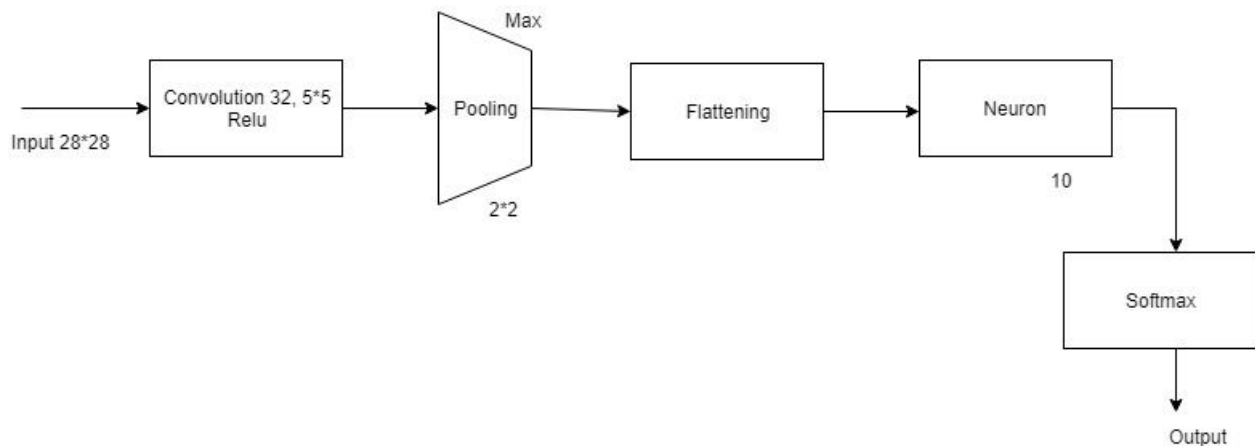 Input 28*28
Convolution 32, 5*5
Relu
Max
Pooling
2*2
Flattening
Neuron
10
Softmax
Output